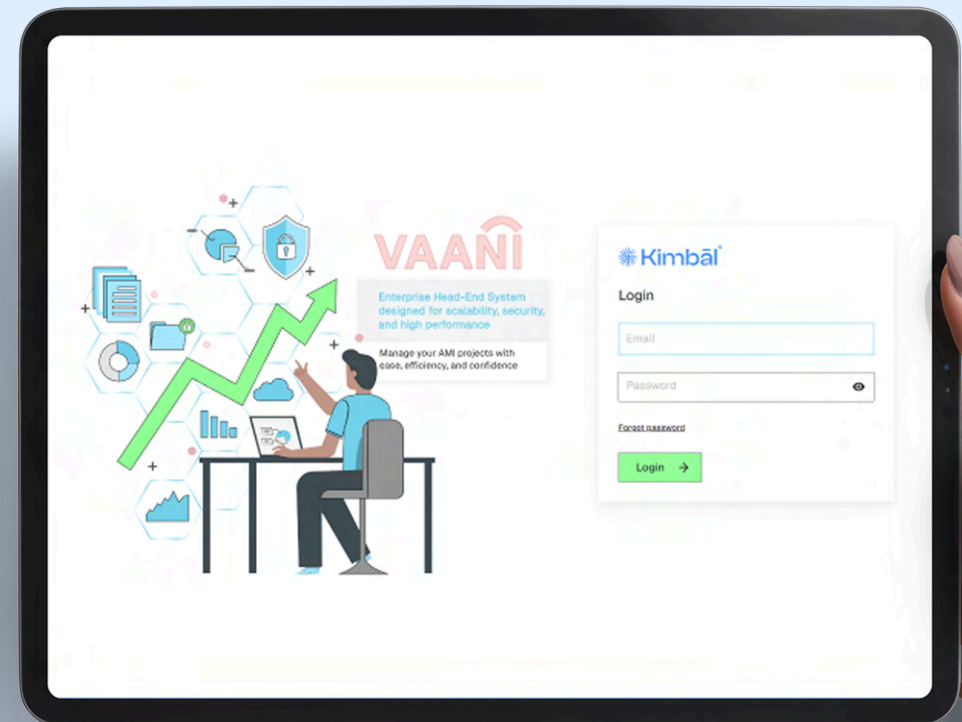 VAANI
Enterprise Head-End System
designed for scalability, security,
and high performance
Manage your AMI projects with
ease, efficiency, and confidence
Kimbāl
Login
Email
Password
Forgot password
Login